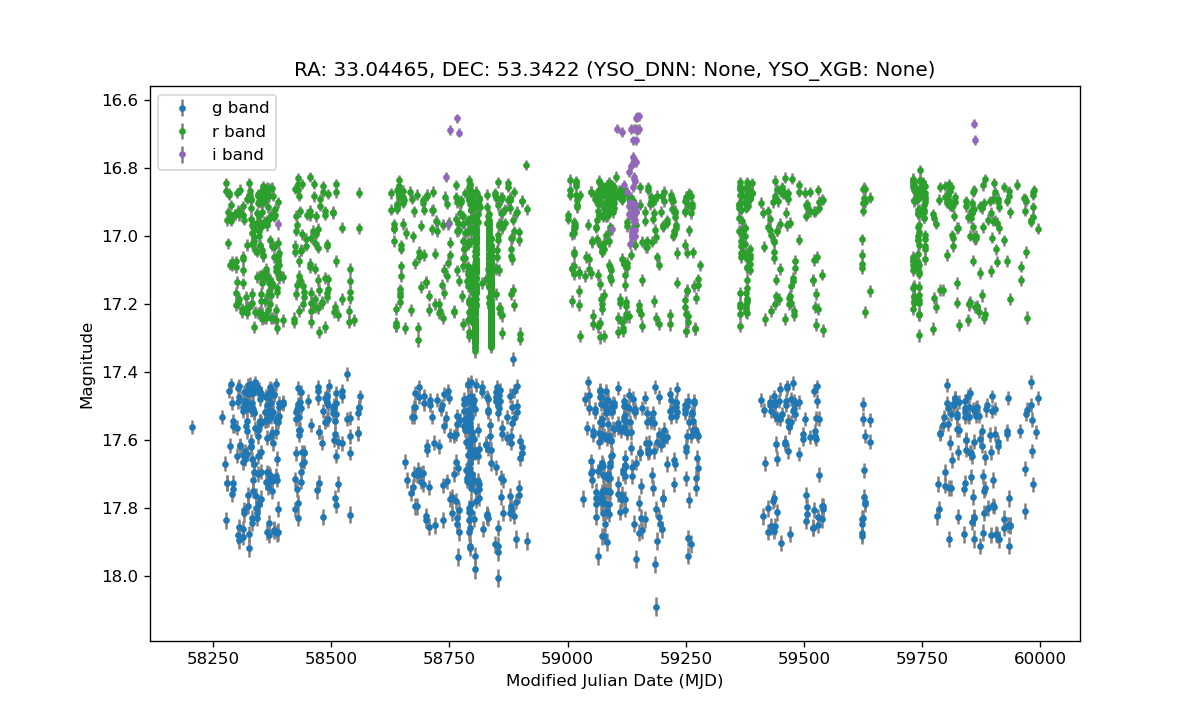 RA: 33.04465, DEC: 53.3422 (YSO_DNN: None, YSO_XGB: None)
g band
r band
i band
16.6
16.8
17.0
17.2
17.4
17.6
17.8
18.0
Magnitude
58250 58500 58750 59000 59250 59500 59750 60000
Modified Julian Date (MJD)